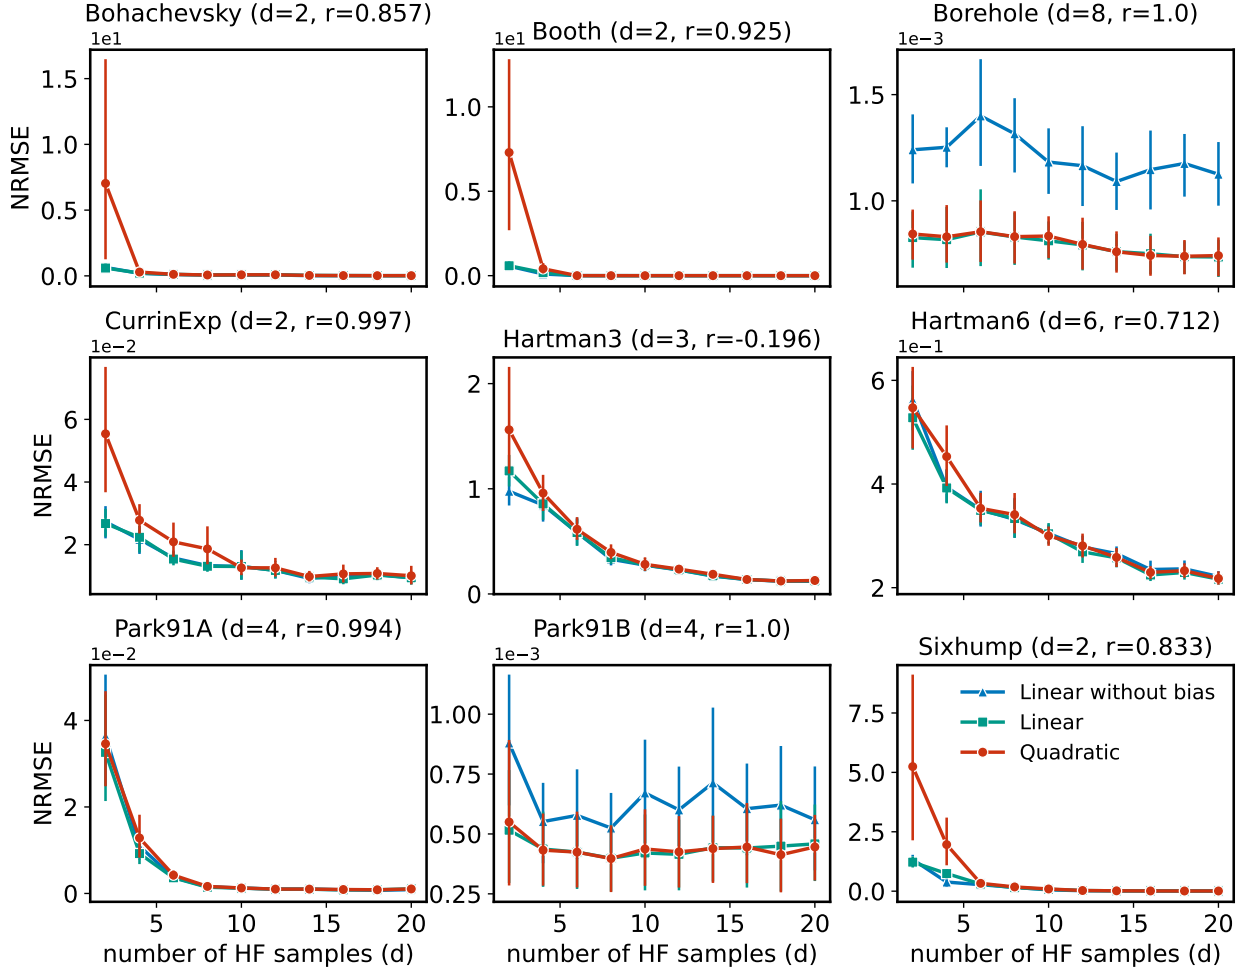 Bohachevsky (d=2, r=0.857)
1e1
NRMSE
1.5
1.0
0.5
0.0
Booth (d=2, r=0.925)
1e1
1.0
0.5
0.0
Borehole (d=8, r=1.0)
1e−3
1.5
1.0
CurrinExp (d=2, r=0.997)
1e−2
NRMSE
6
4
2
Hartman3 (d=3, r=-0.196)
2
1
0
Hartman6 (d=6, r=0.712)
1e−1
6
4
2
Park91A (d=4, r=0.994)
1e−2
NRMSE
4
2
0
5 10 15 20
number of HF samples (d)
Park91B (d=4, r=1.0)
1e−3
1.00
0.75
0.50
0.25
5 10 15 20
number of HF samples (d)
Sixhump (d=2, r=0.833)
7.5
5.0
2.5
0.0
Linear without bias
Linear
Quadratic
5 10 15 20
number of HF samples (d)